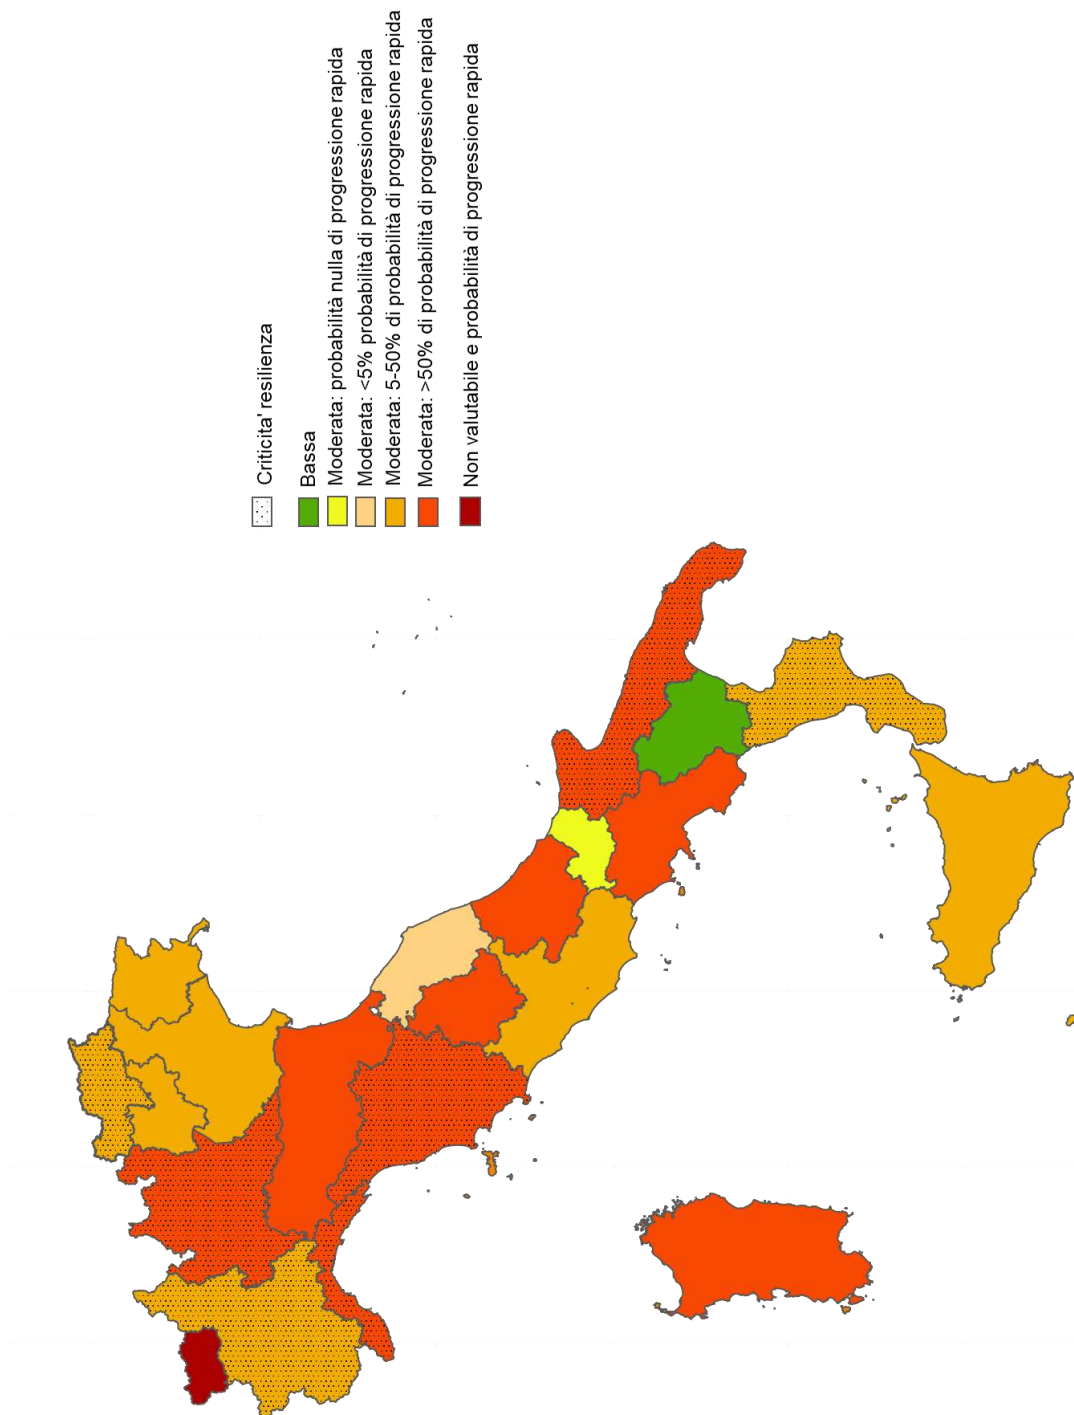 Criticita' resilienza
Bassa
Moderata: probabilità nulla di progressione rapida
Moderata: <5% probabilità di progressione rapida
Moderata: 5-50% di probabilità di progressione rapida
Moderata: >50% di probabilità di progressione rapida
Non valutabile e probabilità di progressione rapida